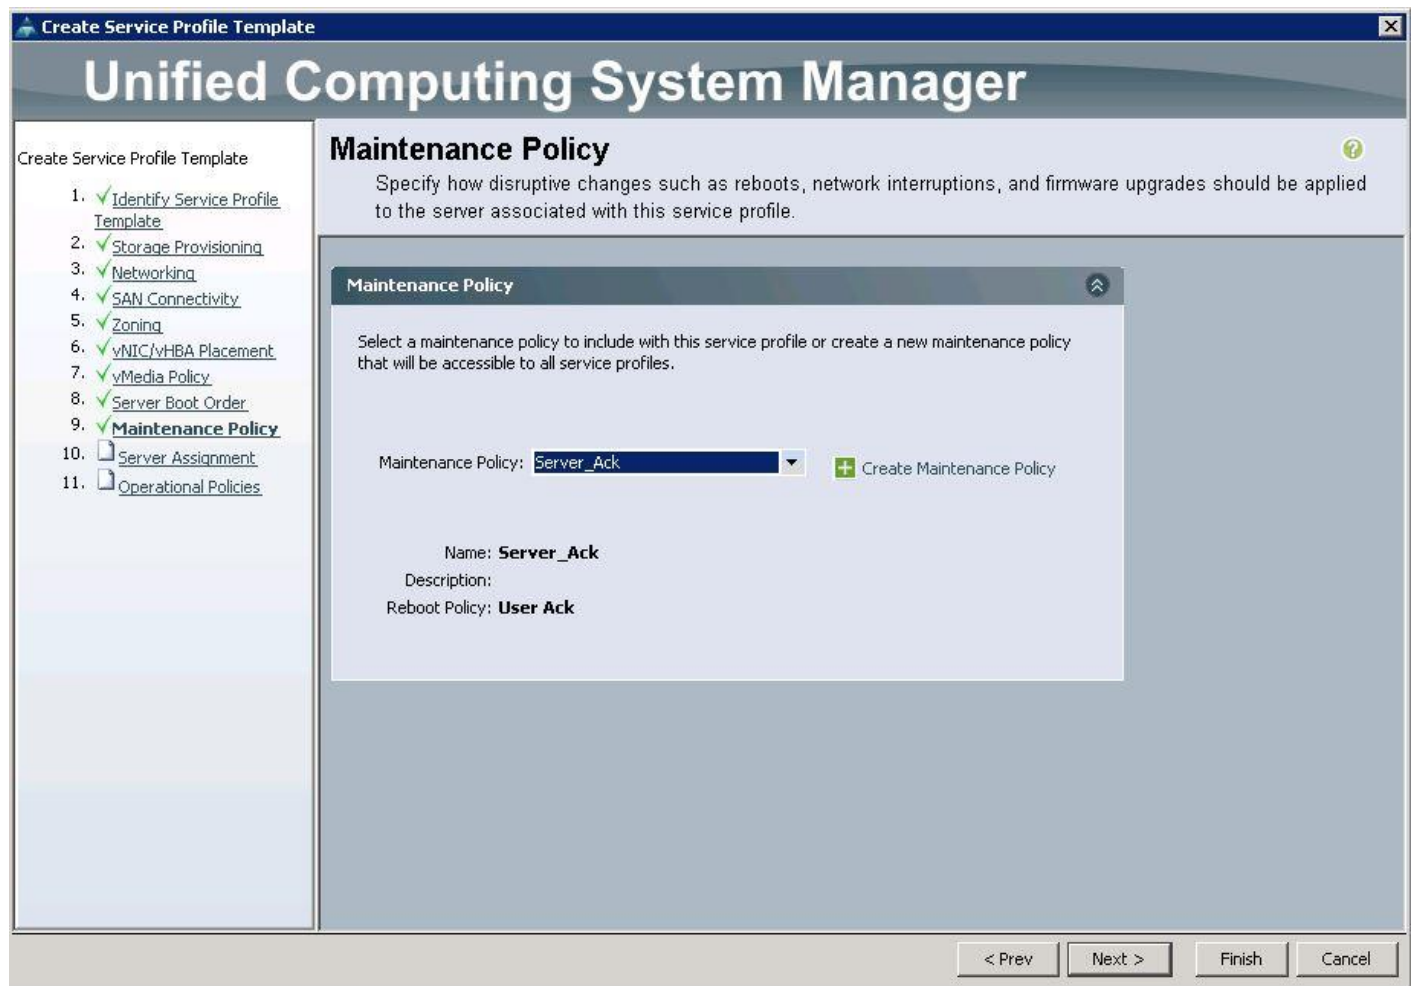 Create Service Profile Template
Unified Computing System Manager
Create Service Profile Template
1. Identify Service Profile
Template
2. Storage Provisioning
3. Networking
4. SAN Connectivity
5. Zoning
6. vNIC/vHBA Placement
7. vMedia Policy
8. Server Boot Order
9. Maintenance Policy
10. Server Assignment
11. Operational Policies
Maintenance Policy
?
Specify how disruptive changes such as reboots, network interruptions, and firmware upgrades should be applied
to the server associated with this service profile.
Maintenance Policy
Select a maintenance policy to include with this service profile or create a new maintenance policy
that will be accessible to all service profiles.
Maintenance Policy: Server_Ack
Create Maintenance Policy
Name: Server_Ack
Description:
Reboot Policy: User Ack
< Prev
Next >
Finish
Cancel